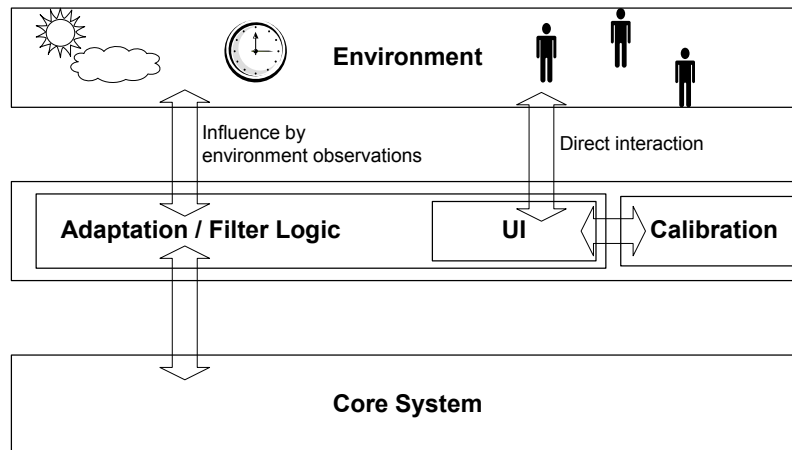 Environment
Influence by
environment observations
Direct interaction
Adaptation / Filter Logic
UI
Calibration
Core System